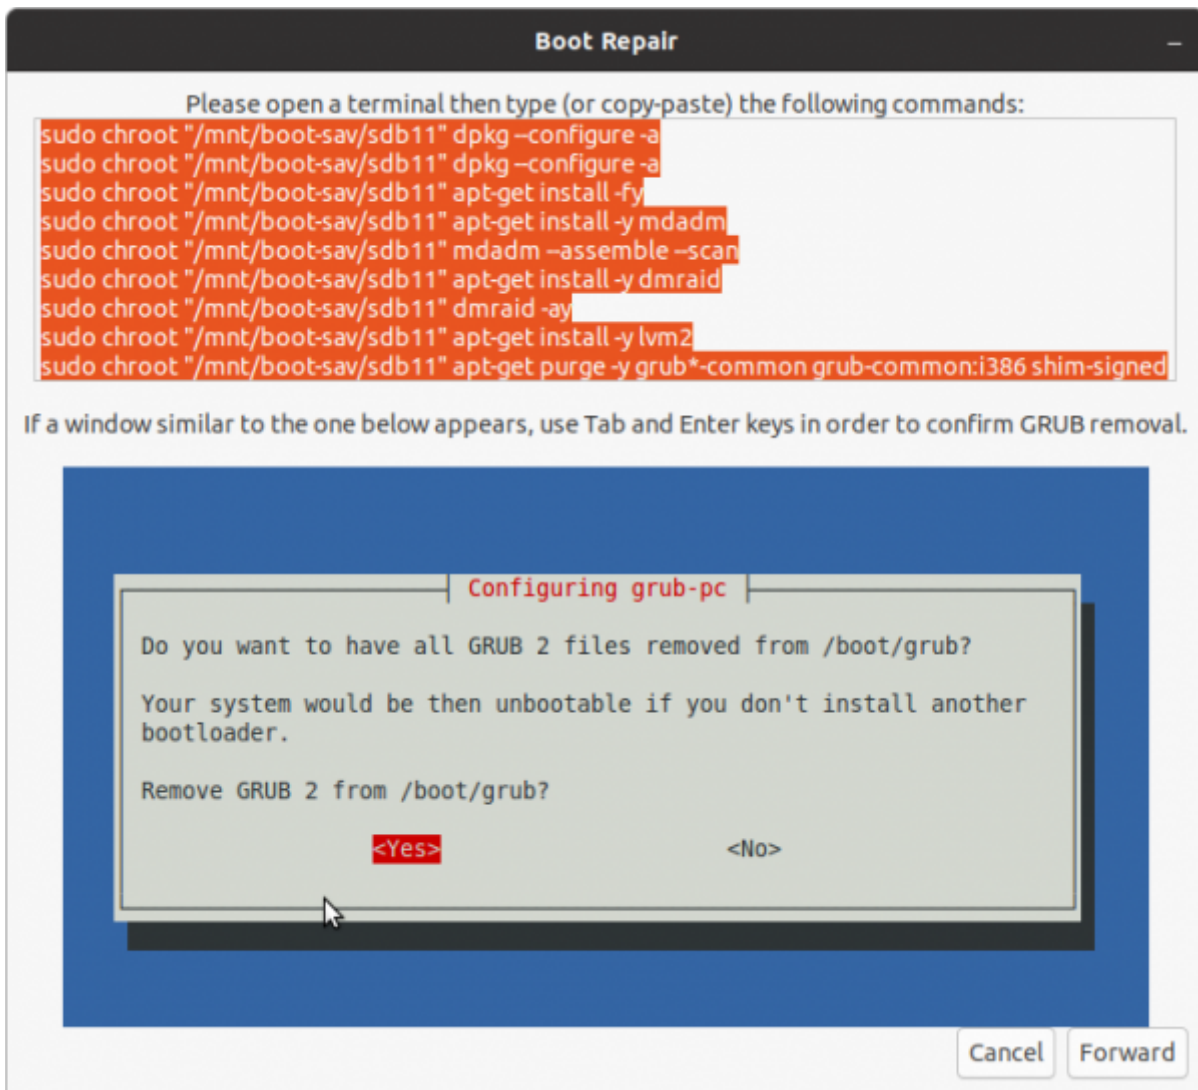 Boot Repair
Please open a terminal then type (or copy-paste) the following commands:
sudo chroot "/mnt/boot-sav/sdb11" dpkg --configure -a
sudo chroot "/mnt/boot-sav/sdb11" dpkg --configure -a
sudo chroot "/mnt/boot-sav/sdb11" apt-get install -fy
sudo chroot "/mnt/boot-sav/sdb11" apt-get install -y mdadm
sudo chroot "/mnt/boot-sav/sdb11" mdadm --assemble --scan
sudo chroot "/mnt/boot-sav/sdb11" apt-get install -y dmraid
sudo chroot "/mnt/boot-sav/sdb11" dmraid -ay
sudo chroot "/mnt/boot-sav/sdb11" apt-get install -y lvm2
sudo chroot "/mnt/boot-sav/sdb11" apt-get purge -y grub*-common grub-common:i386 shim-signed
If a window similar to the one below appears, use Tab and Enter keys in order to confirm GRUB removal.
Configuring grub-pc
Do you want to have all GRUB 2 files removed from /boot/grub?
Your system would be then unbootable if you don't install another
bootloader.
Remove GRUB 2 from /boot/grub?
<Yes> <No>
Cancel Forward